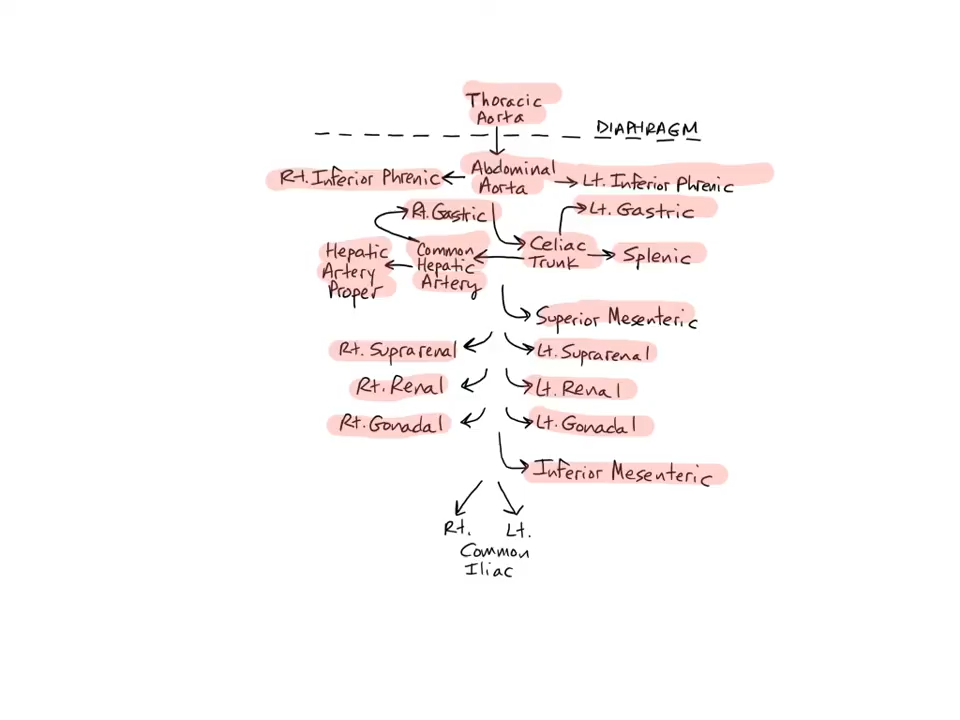 Thoracic
Aorta
DIAPHRAGM
Rt. Inferior Phrenic
Abdominal
Aorta
Lt. Inferior Phrenic
Rt. Gastric
Lt. Gastric
Hepatic
Artery
Proper
Common
Hepatic
Artery
Celiac
Trunk
Splenic
Superior Mesenteric
Rt. Suprarenal
Lt. Suprarenal
Rt. Renal
Lt. Renal
Rt. Gonadal
Lt. Gonadal
Inferior Mesenteric
Rt. Lt.
Common
Iliac